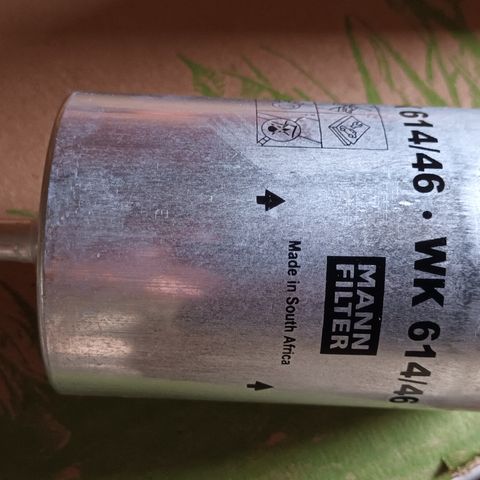 614/46 · WK 614/46
MANN
FILTER
Made in South Africa